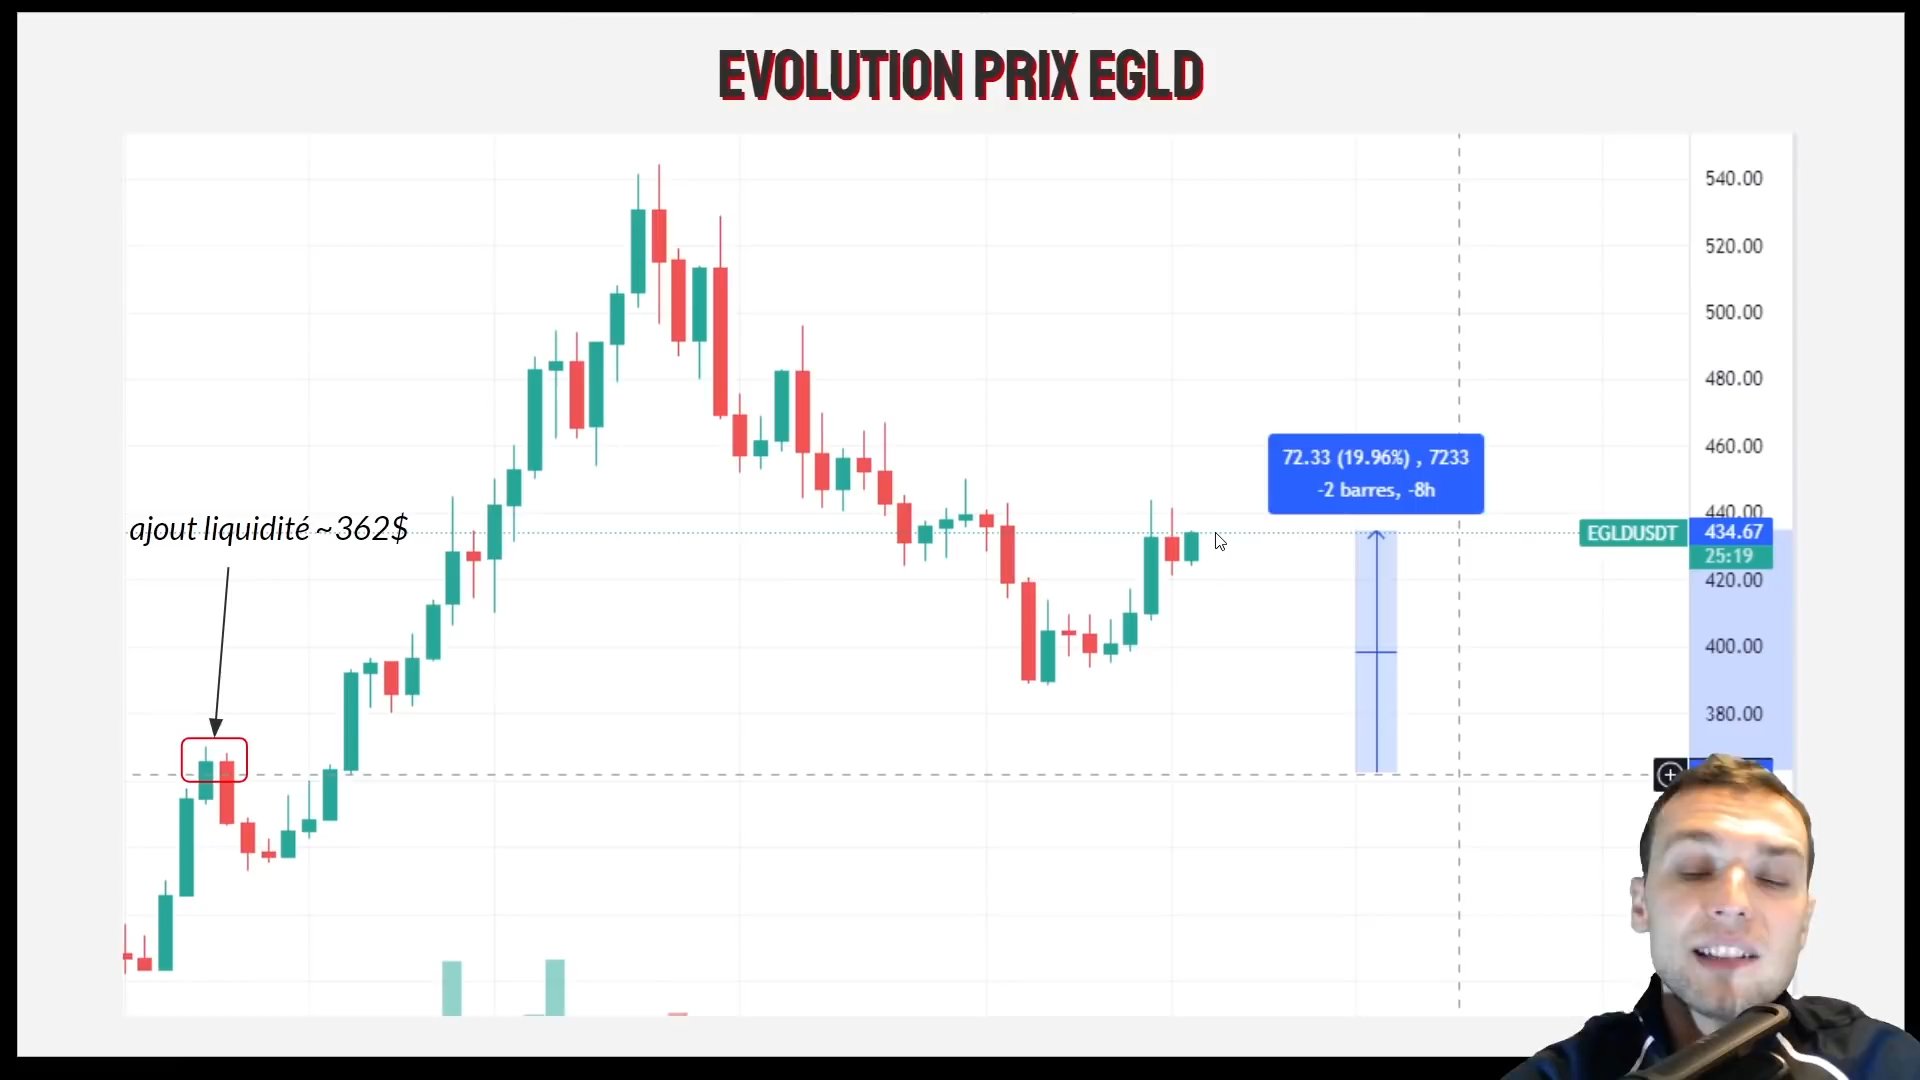 EVOLUTION PRIX EGLD
540.00
520.00
500.00
480.00
460.00
72.33 (19.96%) , 7233
-2 barres, -8h
440.00
ajout liquidité ~362$
EGLDUSDT
434.67
25:19
420.00
400.00
380.00